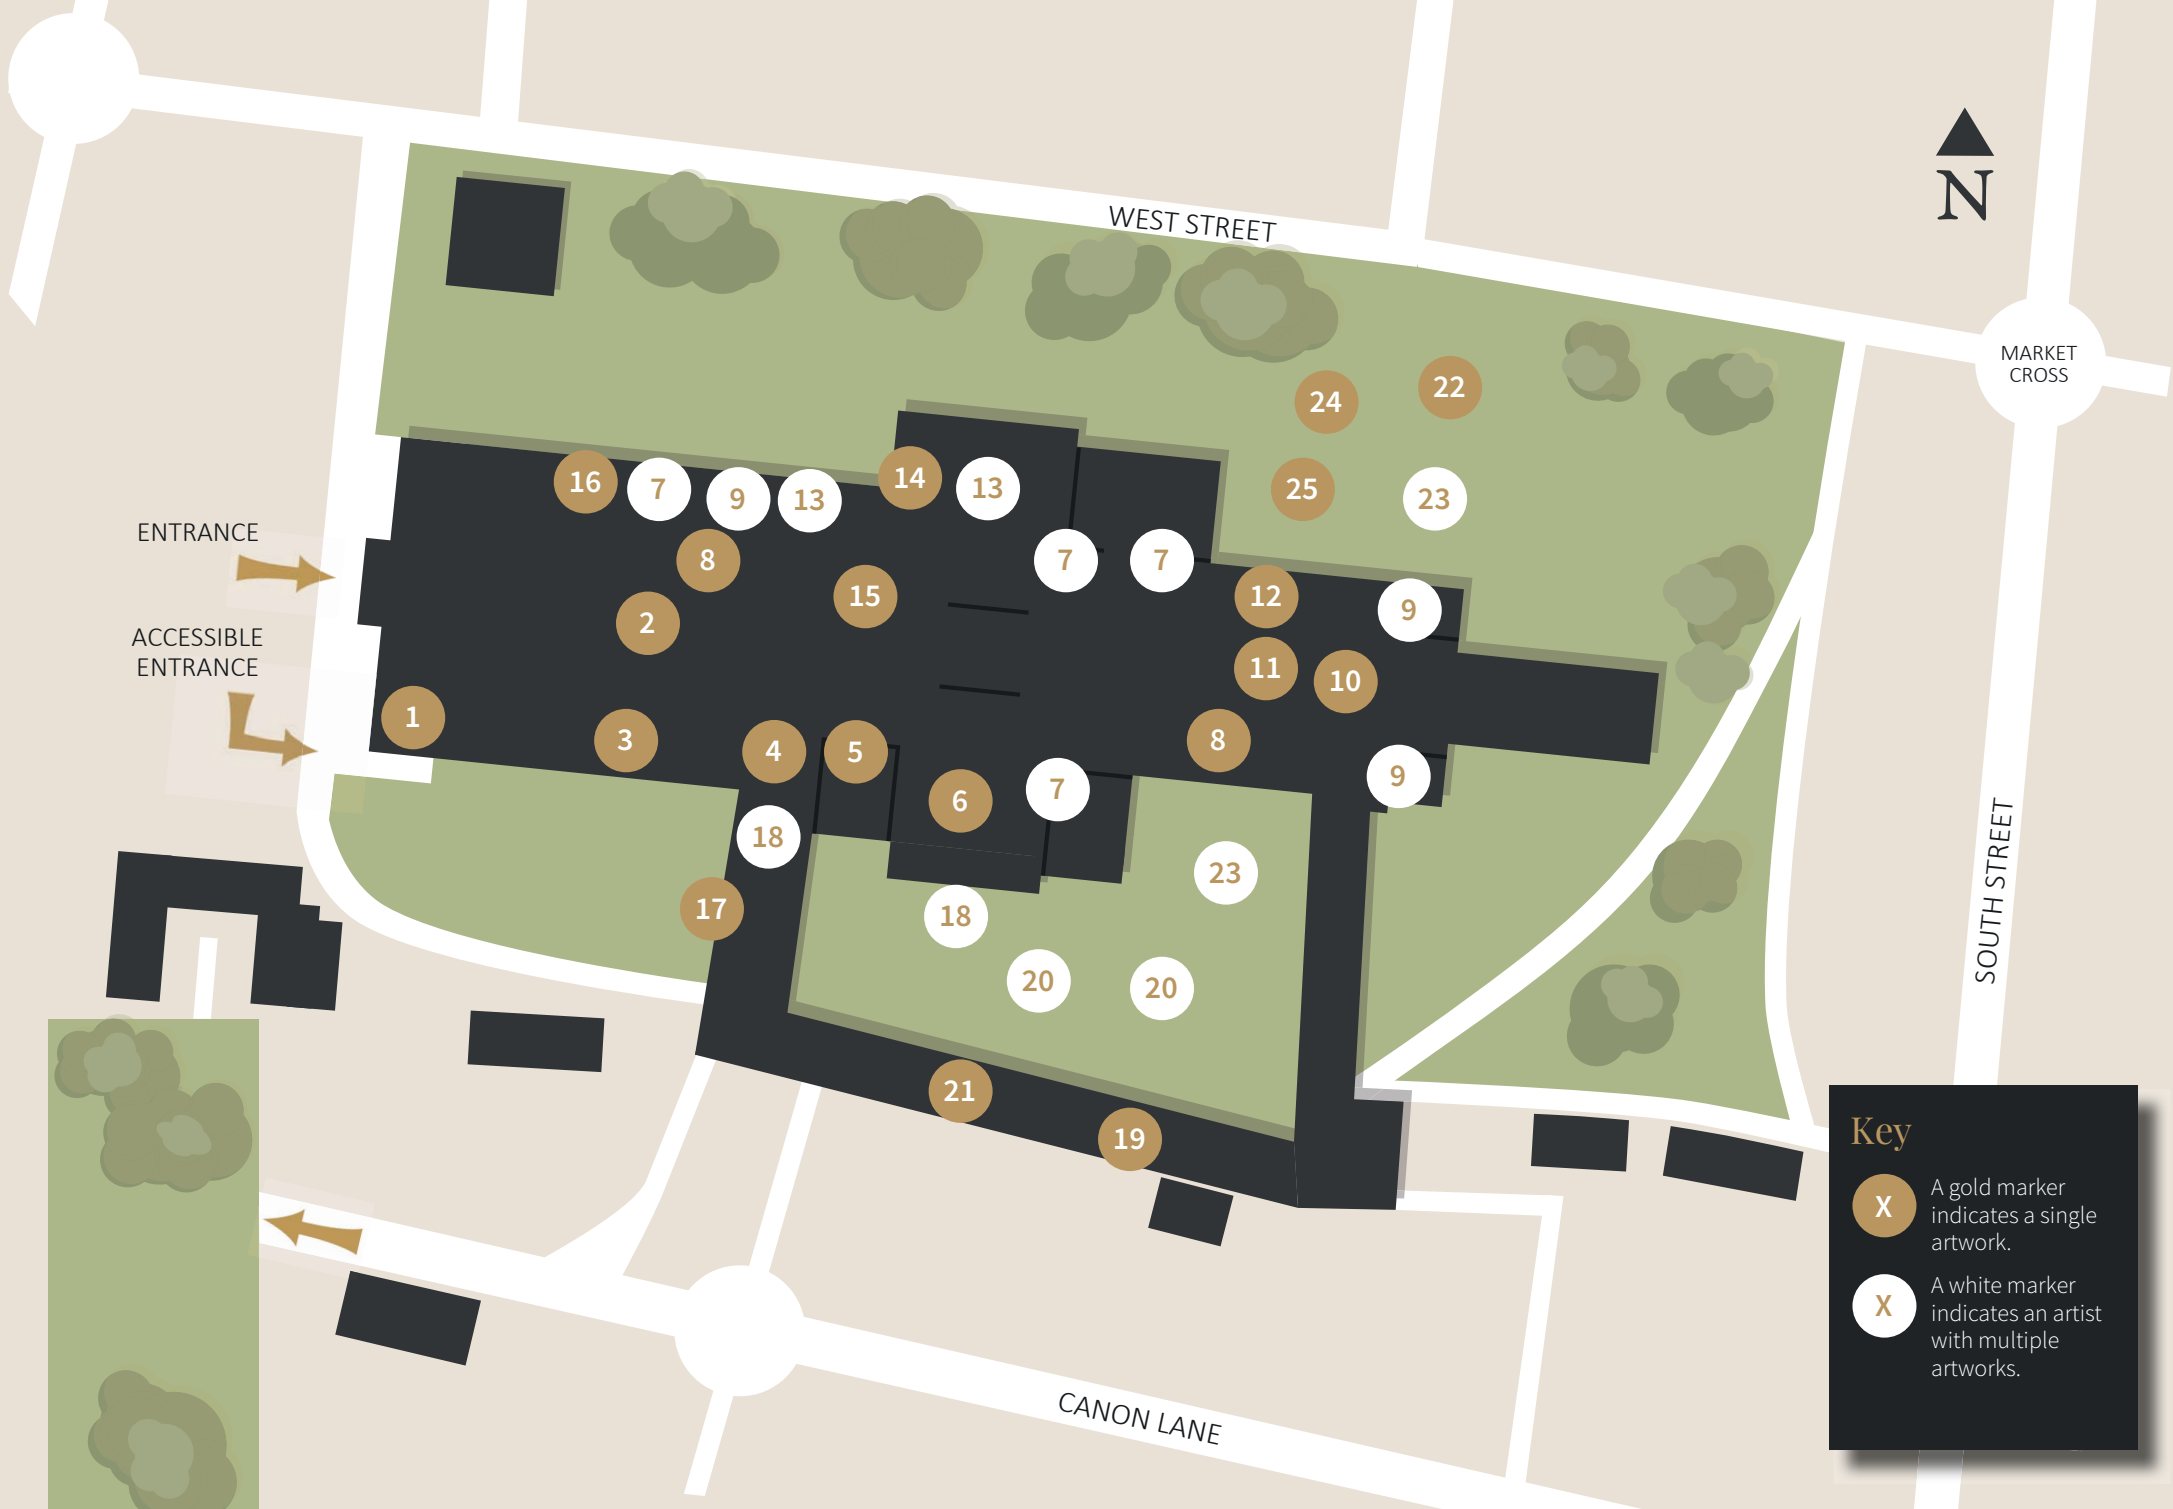 WEST STREET
N
MARKET
CROSS
24
22
16
7
9
13
14
13
25
23
ENTRANCE
8
7
7
15
12
9
2
ACCESSIBLE
ENTRANCE
11
10
1
3
4
5
8
6
7
9
18
23
17
18
SOUTH STREET
20
20
21
19
Key
X
A gold marker
indicates a single
artwork.
X
A white marker
indicates an artist
with multiple
artworks.
CANON LANE